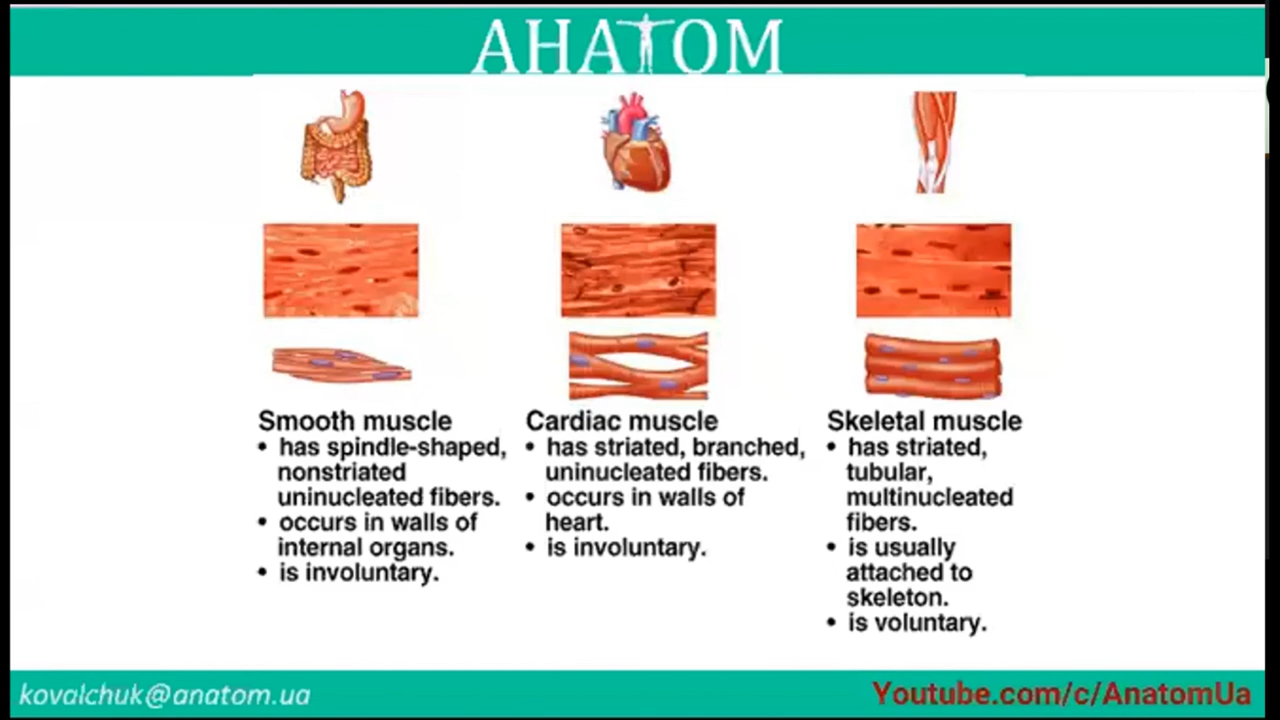 АНАТОМ
Smooth muscle
• has spindle-shaped,
nonstriated
uninucleated fibers.
• occurs in walls of
internal organs.
• is involuntary.
Cardiac muscle
• has striated, branched,
uninucleated fibers.
• occurs in walls of
heart.
• is involuntary.
Skeletal muscle
• has striated,
tubular,
multinucleated
fibers.
• is usually
attached to
skeleton.
• is voluntary.
kovalchuk@anatom.ua
Youtube.com/c/AnatomUa